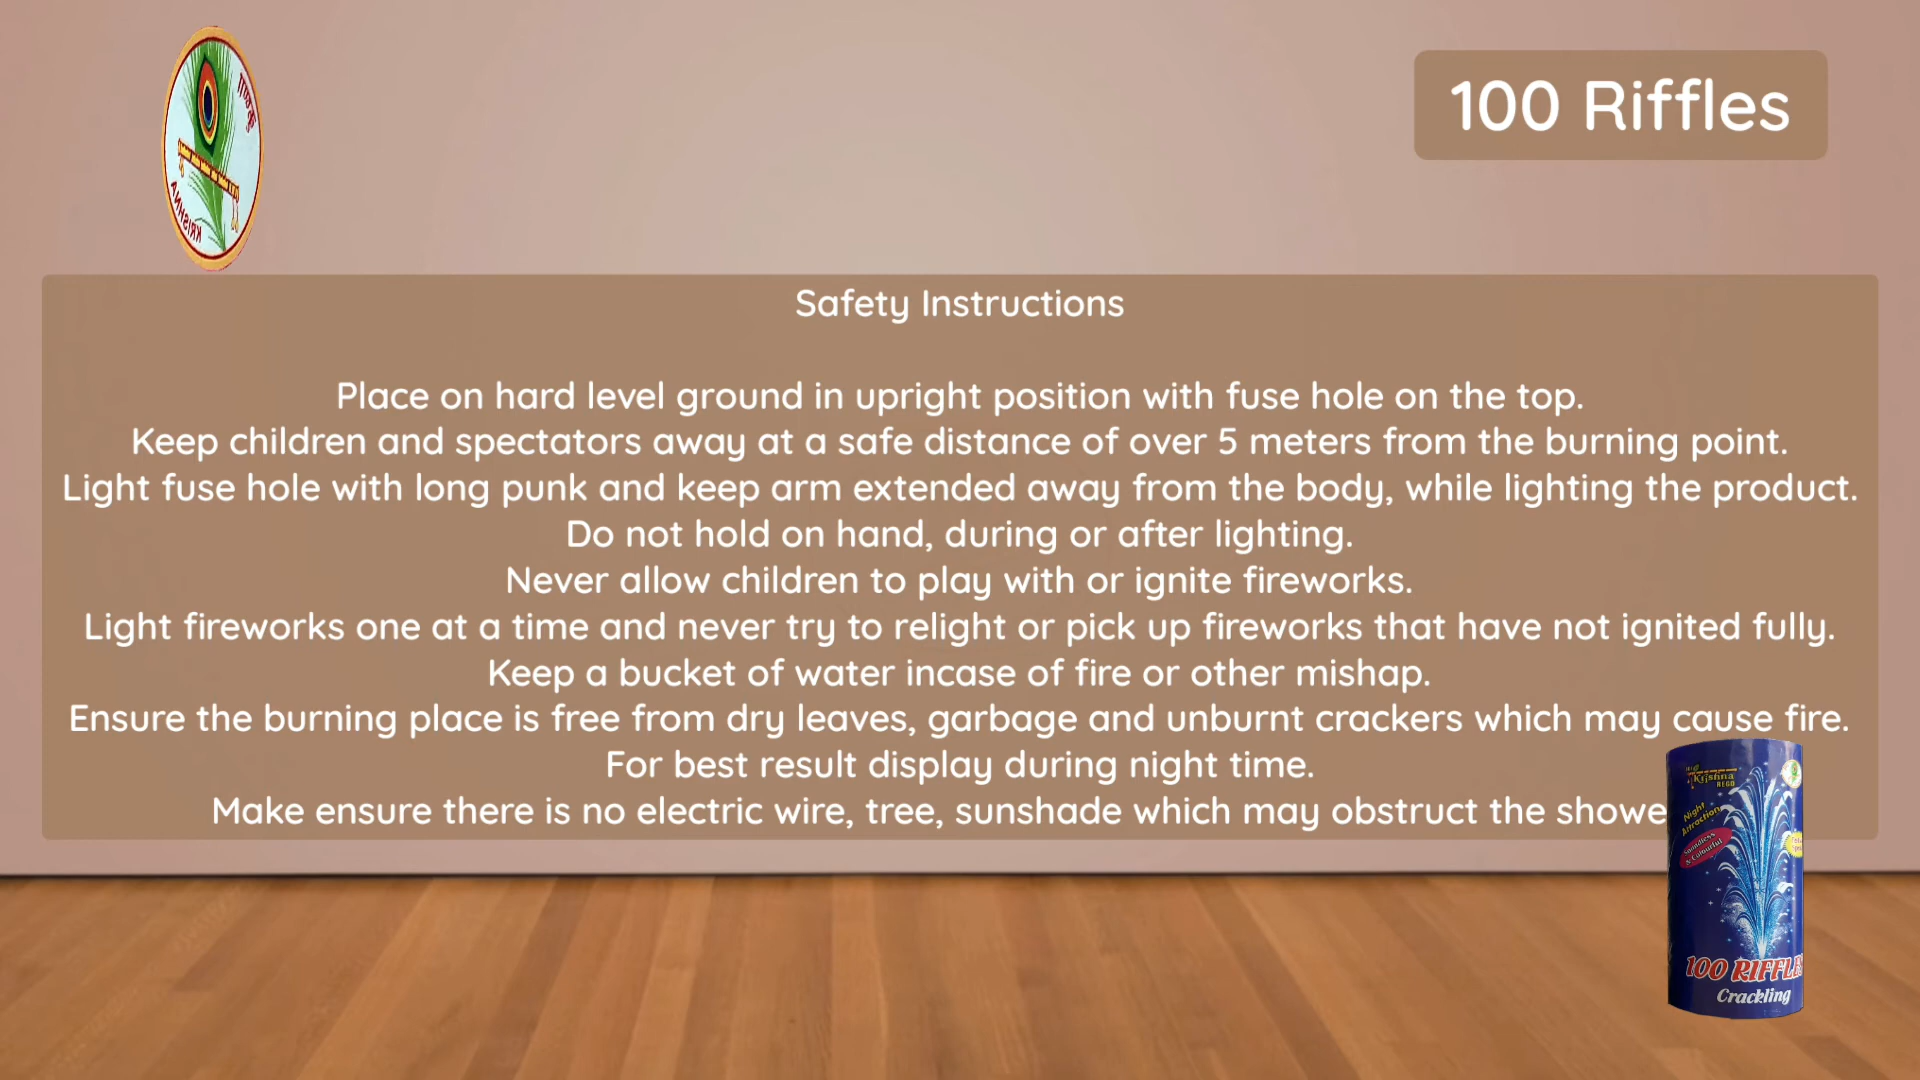 100 Riffles
कृष्णा
KRISHNA
Safety Instructions
Place on hard level ground in upright position with fuse hole on the top.
Keep children and spectators away at a safe distance of over 5 meters from the burning point.
Light fuse hole with long punk and keep arm extended away from the body, while lighting the product.
Do not hold on hand, during or after lighting.
Never allow children to play with or ignite fireworks.
Light fireworks one at a time and never try to relight or pick up fireworks that have not ignited fully.
Keep a bucket of water incase of fire or other mishap.
Ensure the burning place is free from dry leaves, garbage and unburnt crackers which may cause fire.
For best result display during night time.
Make ensure there is no electric wire, tree, sunshade which may obstruct the showe
Krishna
REGD
Night
Attraction
Soundless
& Colourful
100 RIFFLE
Crackling